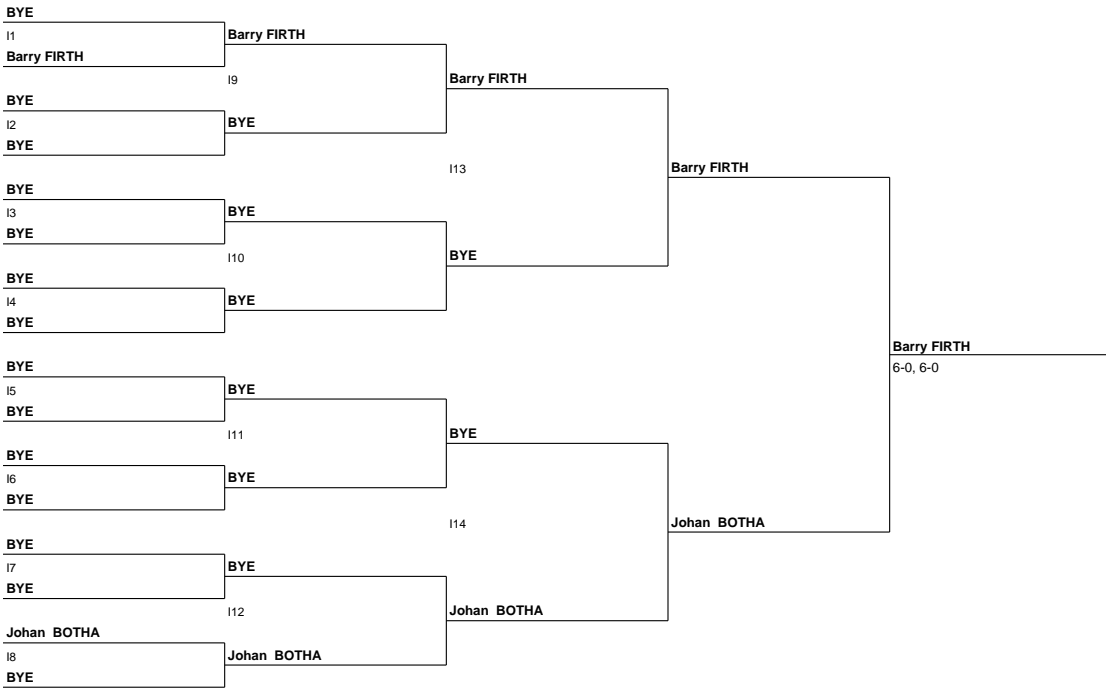 BYE
I1
Barry FIRTH
Barry FIRTH
I9
Barry FIRTH
BYE
I2
BYE
BYE
I13
Barry FIRTH
BYE
I3
BYE
BYE
I10
BYE
BYE
I4
BYE
BYE
Barry FIRTH
6-0, 6-0
BYE
I5
BYE
BYE
I11
BYE
BYE
I6
BYE
BYE
I14
Johan BOTHA
BYE
I7
BYE
BYE
I12
Johan BOTHA
Johan BOTHA
I8
BYE
Johan BOTHA